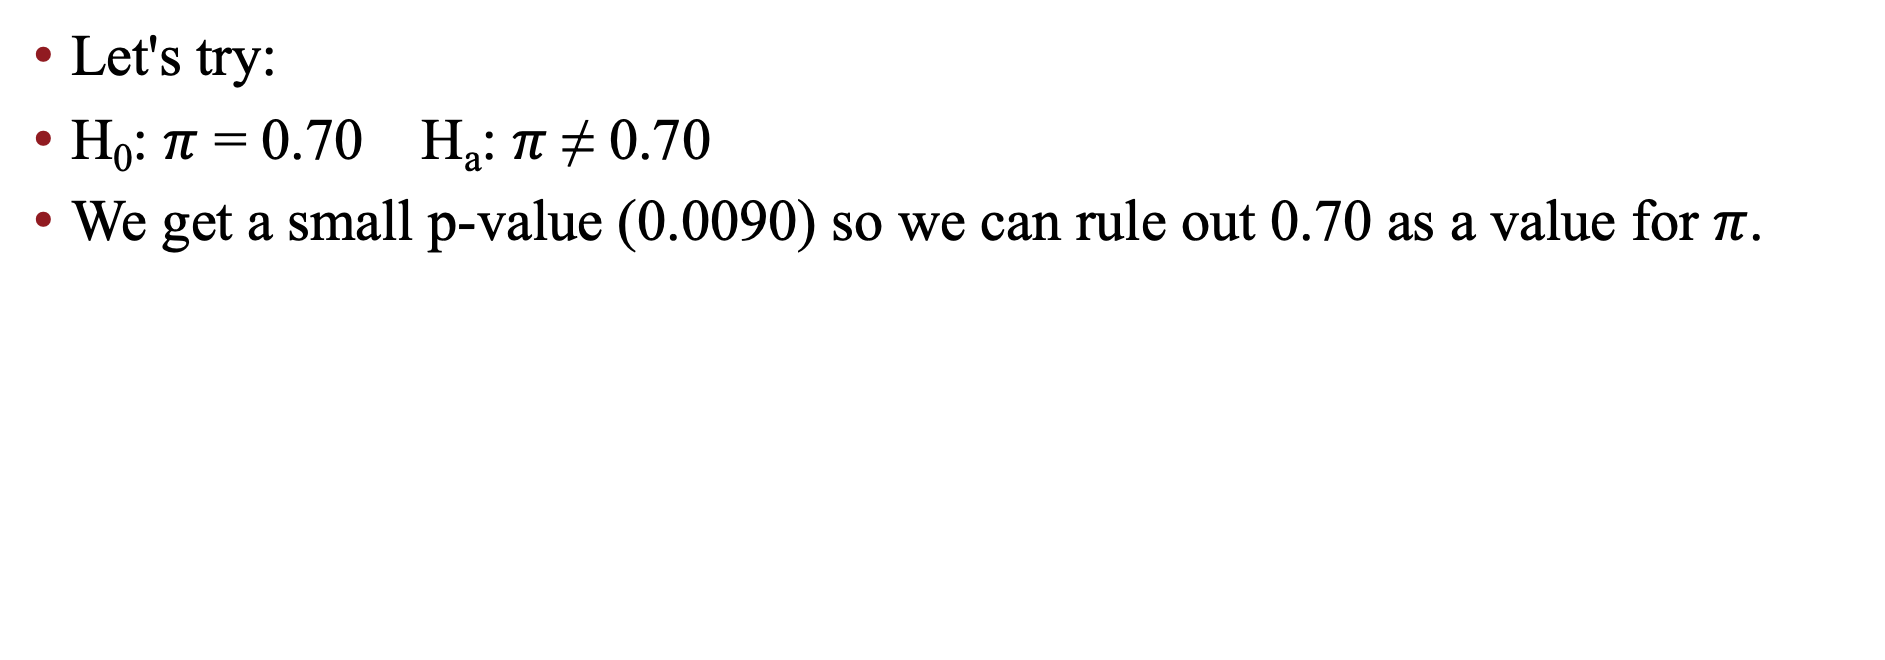 • Let's try:
• H₀: π = 0.70 Hₐ: π ≠ 0.70
• We get a small p-value (0.0090) so we can rule out 0.70 as a value for π.